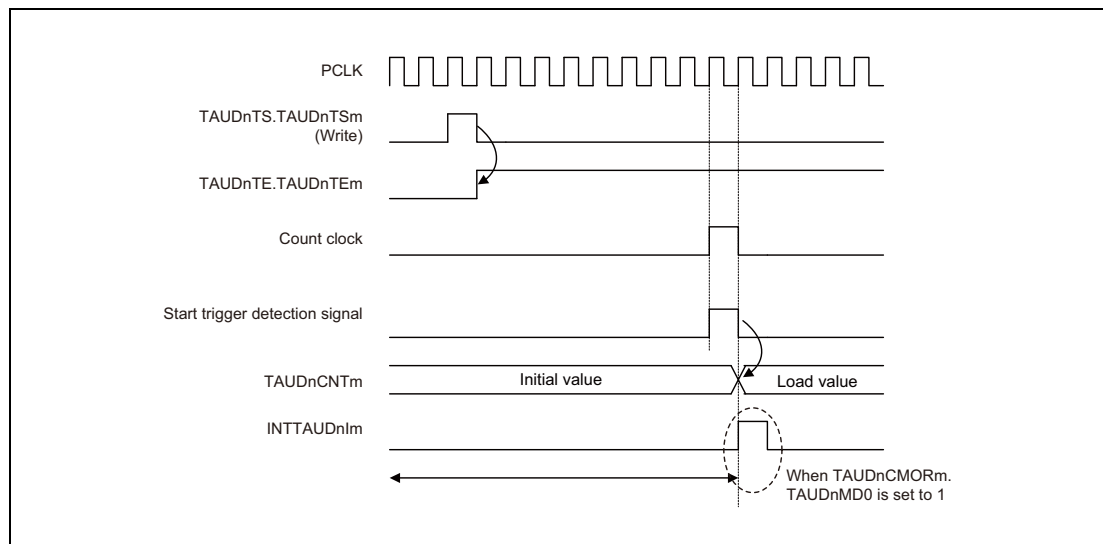 PCLK
TAUDnTS.TAUDnTSm
(Write)
TAUDnTE.TAUDnTEm
Count clock
Start trigger detection signal
TAUDnCNTm
Initial value
Load value
INTTAUDnIm
When TAUDnCMORm.
TAUDnMD0 is set to 1